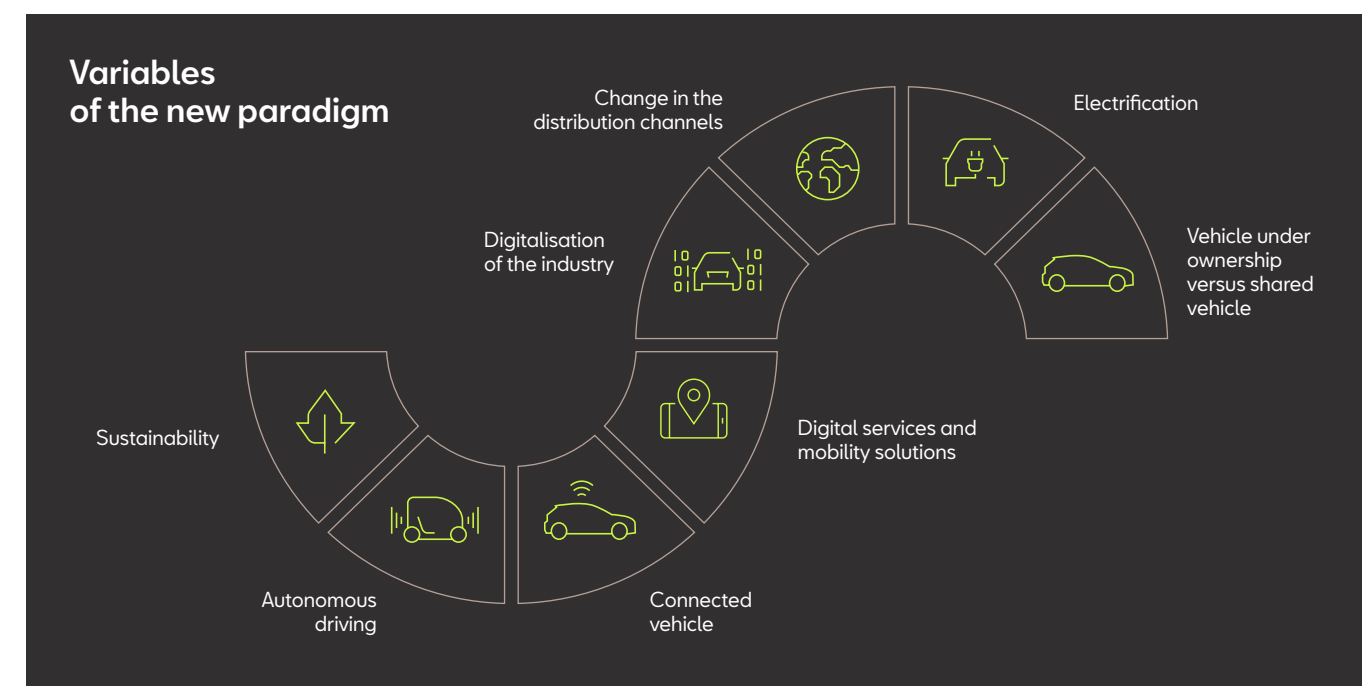 Variables
of the new paradigm
Change in the
distribution channels
Electrification
Digitalisation
of the industry
Vehicle under
ownership
versus shared
vehicle
Sustainability
Digital services and
mobility solutions
Autonomous
driving
Connected
vehicle